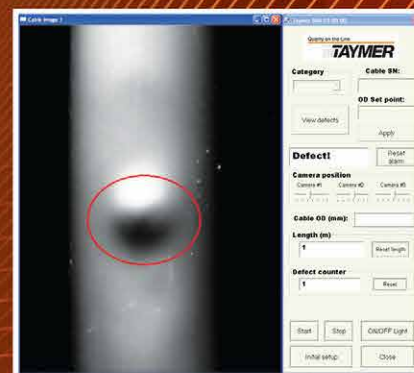 Cable Image 3
Quality on the Line
TAYMER
Category
Cable SN:
OD Set point:
View defects
Apply
Defect!
Reset
alarm
Camera position
Camera #1
Camera #2
Camera #3
Cable OD (mm):
Length (m)
1
Reset length
Defect counter
1
Reset
Start
Stop
ON/OFF Light
Initial setup
Close